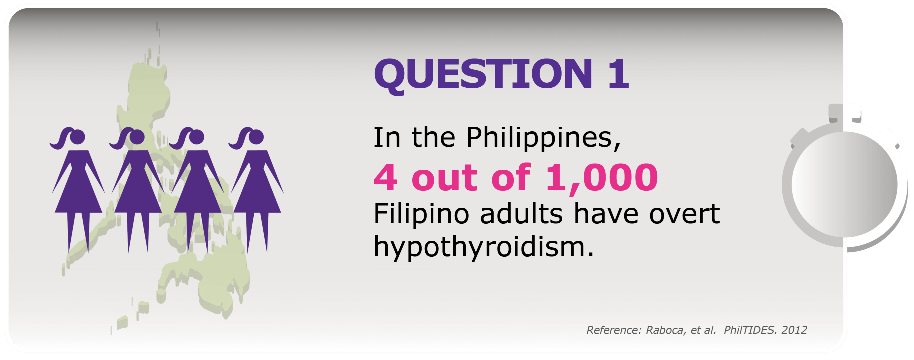 QUESTION 1
In the Philippines,
4 out of 1,000
Filipino adults have overt
hypothyroidism.
Reference: Raboca, et al. PhilTIDES. 2012